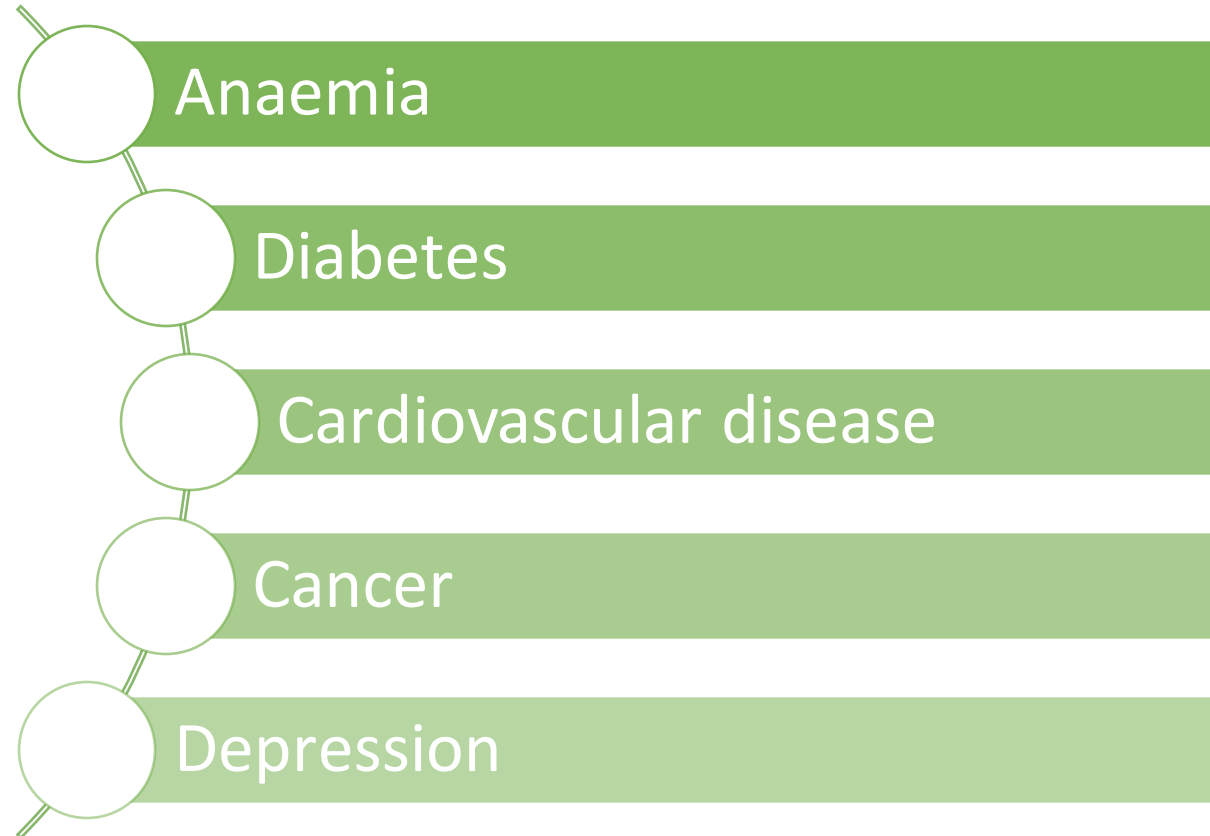 Anaemia
Diabetes
Cardiovascular disease
Cancer
Depression